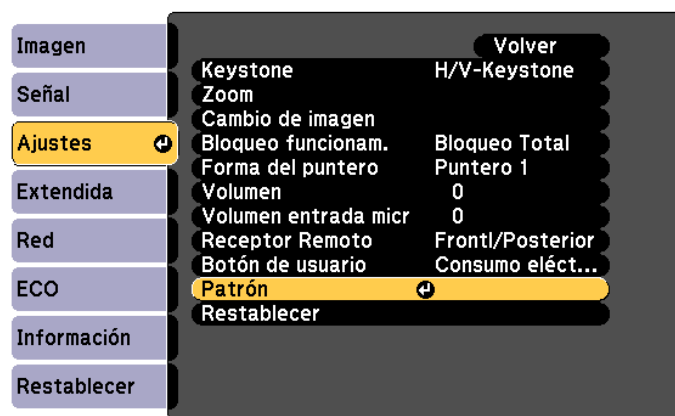 Imagen
Señal
Ajustes
Extendida
Red
ECO
Información
Restablecer
Volver
Keystone H/V-Keystone
Zoom
Cambio de imagen
Bloqueo funcionam. Bloqueo Total
Forma del puntero Puntero 1
Volumen 0
Volumen entrada micr 0
Receptor Remoto Frontl/Posterior
Botón de usuario Consumo eléct...
Patrón
Restablecer